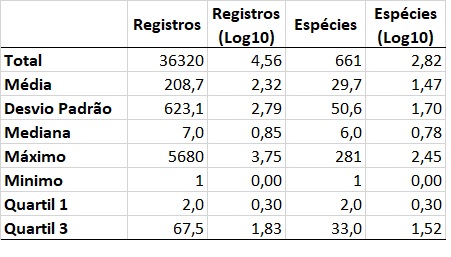 Registros Registros (Log10) Espécies Espécies (Log10)
Total 36320 4,56 661 2,82
Média 208,7 2,32 29,7 1,47
Desvio Padrão 623,1 2,79 50,6 1,70
Mediana 7,0 0,85 6,0 0,78
Máximo 5680 3,75 281 2,45
Minimo 1 0,00 1 0,00
Quartil 1 2,0 0,30 2,0 0,30
Quartil 3 67,5 1,83 33,0 1,52